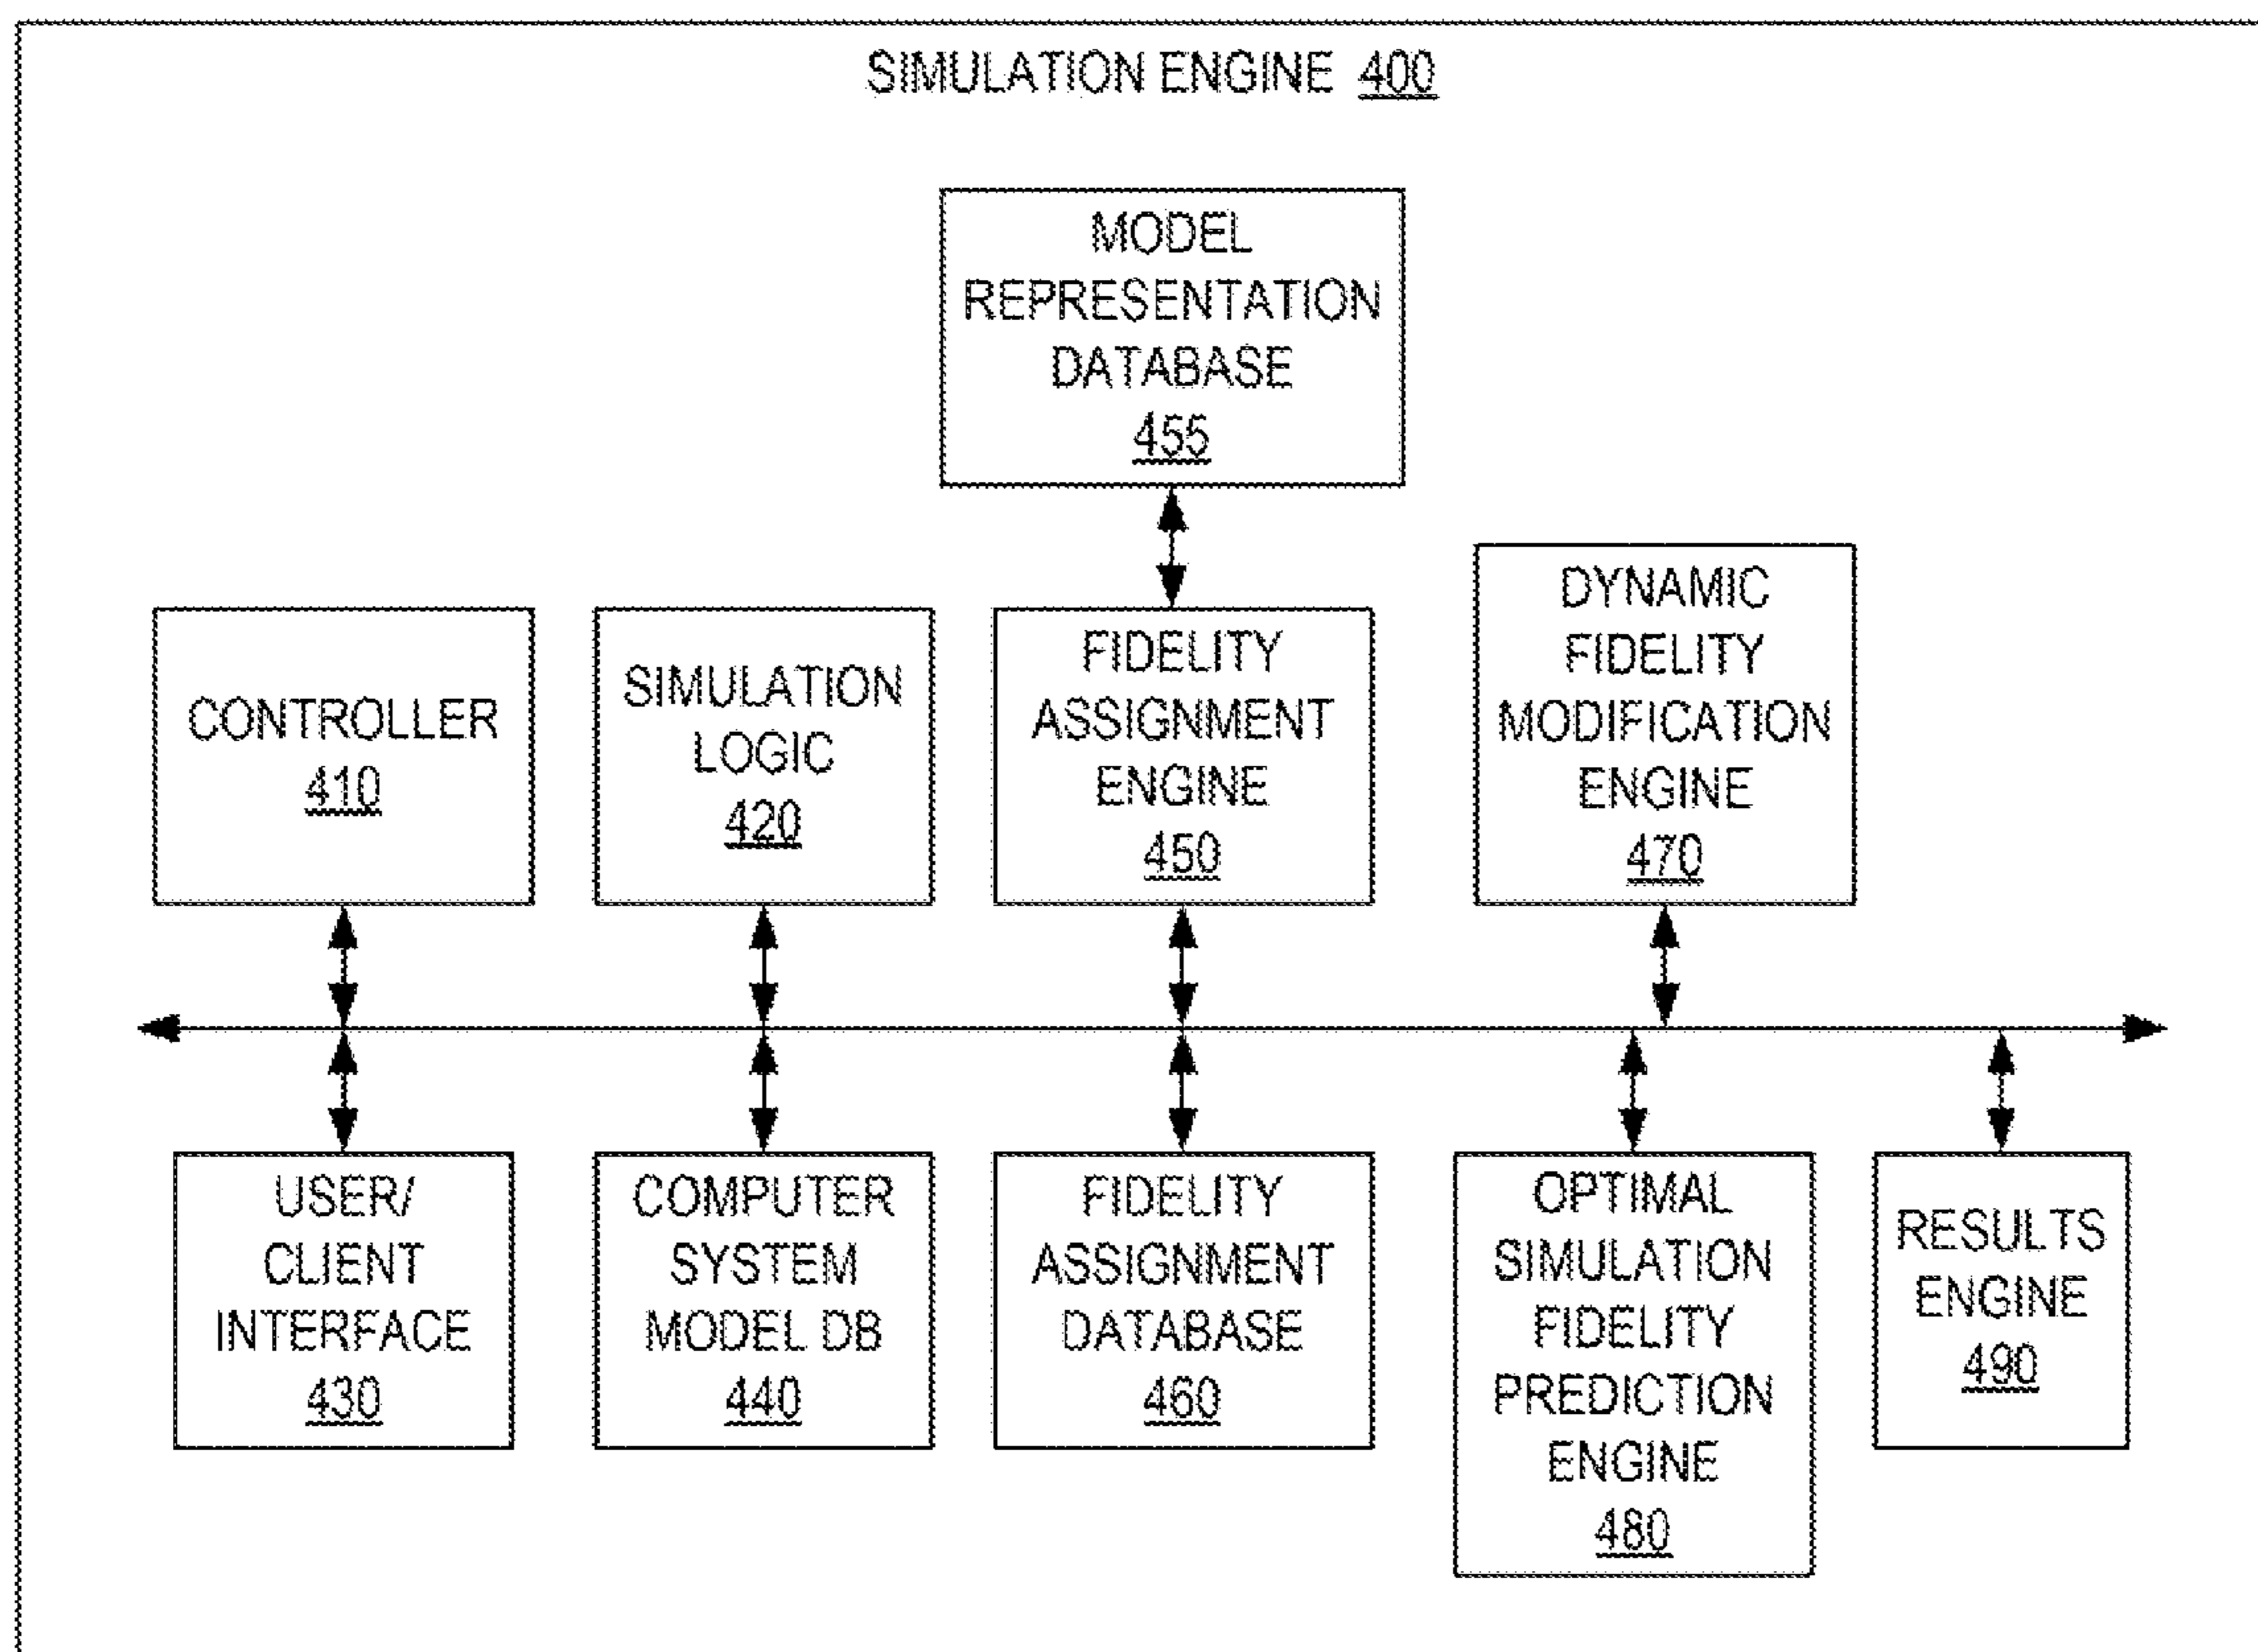 SIMULATION ENGINE 400
MODEL
REPRESENTATION
DATABASE
455
CONTROLLER
410
SIMULATION
LOGIC
420
FIDELITY
ASSIGNMENT
ENGINE
450
DYNAMIC
FIDELITY
MODIFICATION
ENGINE
470
USER/
CLIENT
INTERFACE
430
COMPUTER
SYSTEM
MODEL DB
440
FIDELITY
ASSIGNMENT
DATABASE
460
OPTIMAL
SIMULATION
FIDELITY
PREDICTION
ENGINE
480
RESULTS
ENGINE
490